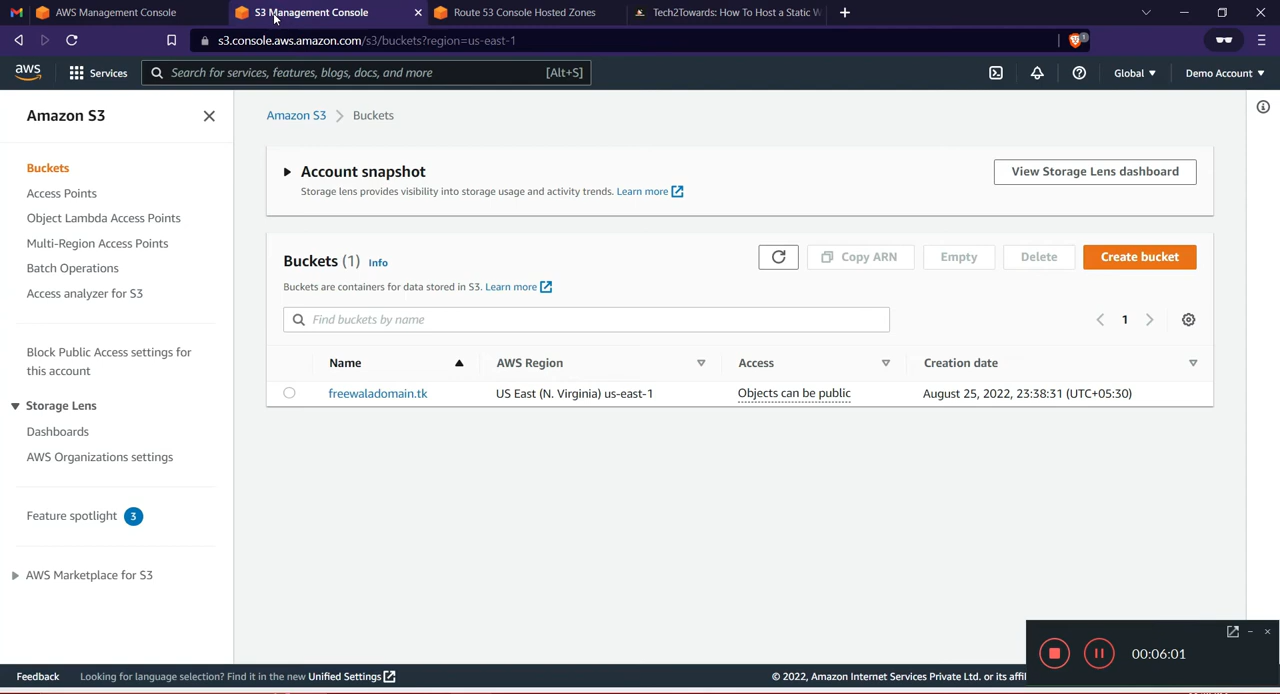 AWS Management Console
S3 Management Console
Route 53 Console Hosted Zones
Tech2Towards: How To Host a Static W
s3.console.aws.amazon.com/s3/buckets?region=us-east-1
1
aws
Services
Search for services, features, blogs, docs, and more
[Alt+S]
Global
Demo Account
Amazon S3
Buckets
Access Points
Object Lambda Access Points
Multi-Region Access Points
Batch Operations
Access analyzer for S3
Block Public Access settings for
this account
Storage Lens
Dashboards
AWS Organizations settings
Feature spotlight 3
AWS Marketplace for S3
Amazon S3 > Buckets
Account snapshot
Storage lens provides visibility into storage usage and activity trends. Learn more
View Storage Lens dashboard
Buckets (1) Info
Buckets are containers for data stored in S3. Learn more
Copy ARN
Empty
Delete
Create bucket
Find buckets by name
1
Name
AWS Region
Access
Creation date
freewaladomain.tk
US East (N. Virginia) us-east-1
Objects can be public
August 25, 2022, 23:38:31 (UTC+05:30)
00:06:01
Feedback
Looking for language selection? Find it in the new Unified Settings
© 2022, Amazon Internet Services Private Ltd. or its affil